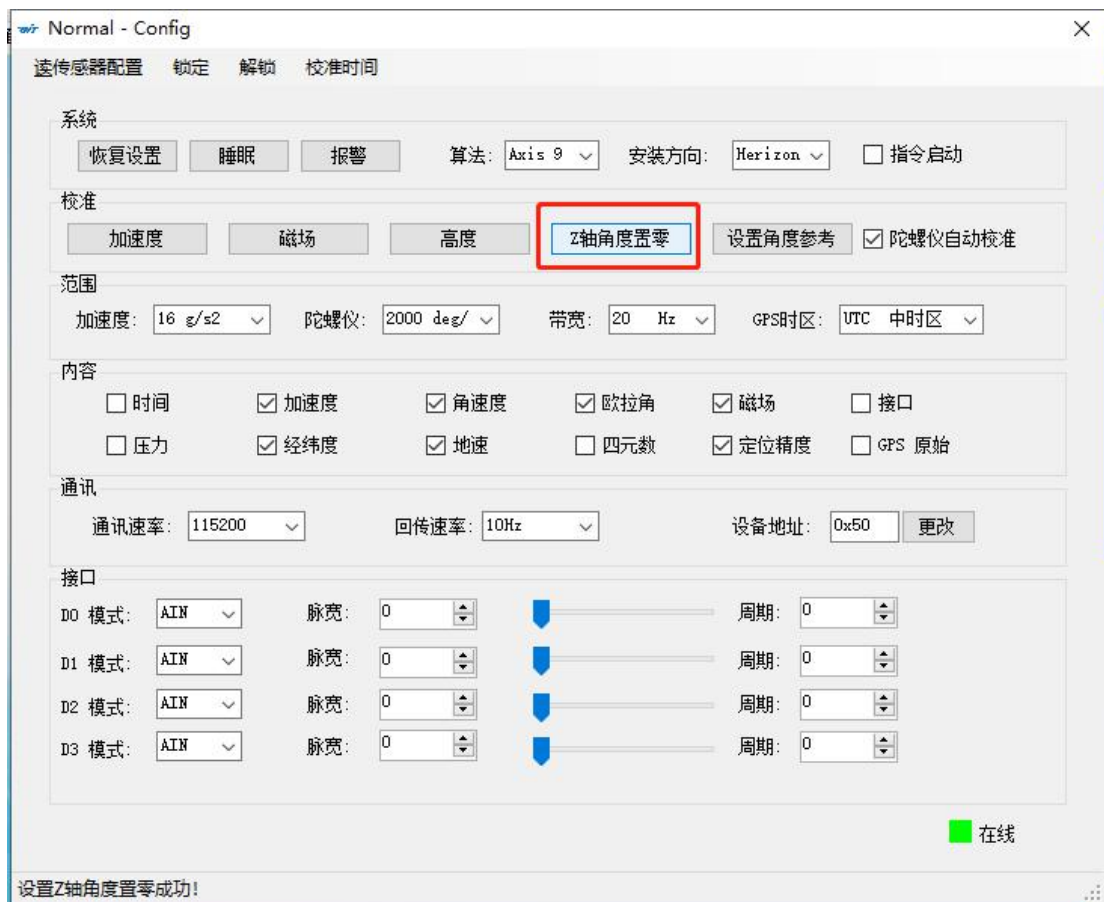 Normal - Config
读传感器配置 锁定 解锁 校准时间
系统
恢复设置 睡眠 报警 算法: Axis 9 安装方向: Herizon 指令启动
校准
加速度 磁场 高度 Z轴角度置零 设置角度参考 陀螺仪自动校准
范围
加速度: 16 g/s2 陀螺仪: 2000 deg/ 带宽: 20 Hz GPS时区: UTC 中时区
内容
时间 加速度 角速度 欧拉角 磁场 接口
压力 经纬度 地速 四元数 定位精度 GPS 原始
通讯
通讯速率: 115200 回传速率: 10Hz 设备地址: 0x50 更改
接口
D0 模式: AIN 脉宽: 0 周期: 0
D1 模式: AIN 脉宽: 0 周期: 0
D2 模式: AIN 脉宽: 0 周期: 0
D3 模式: AIN 脉宽: 0 周期: 0
在线
设置Z轴角度置零成功!